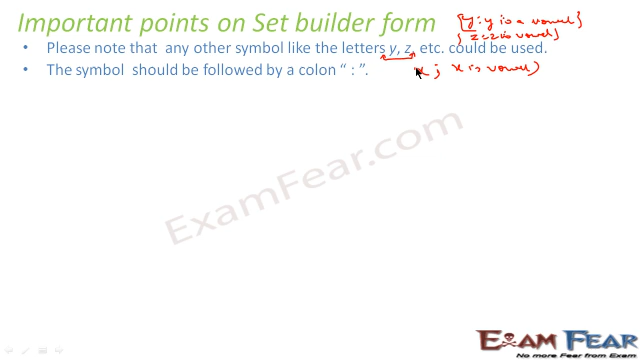 Important points on Set builder form
{y : y is a vowel}
{ z : z is vowel}
• Please note that any other symbol like the letters y, z, etc. could be used.
• The symbol should be followed by a colon “ : ”.
x ; x is vowel)
ExamFear.com
EXAM FEAR
No more Fear from Exam